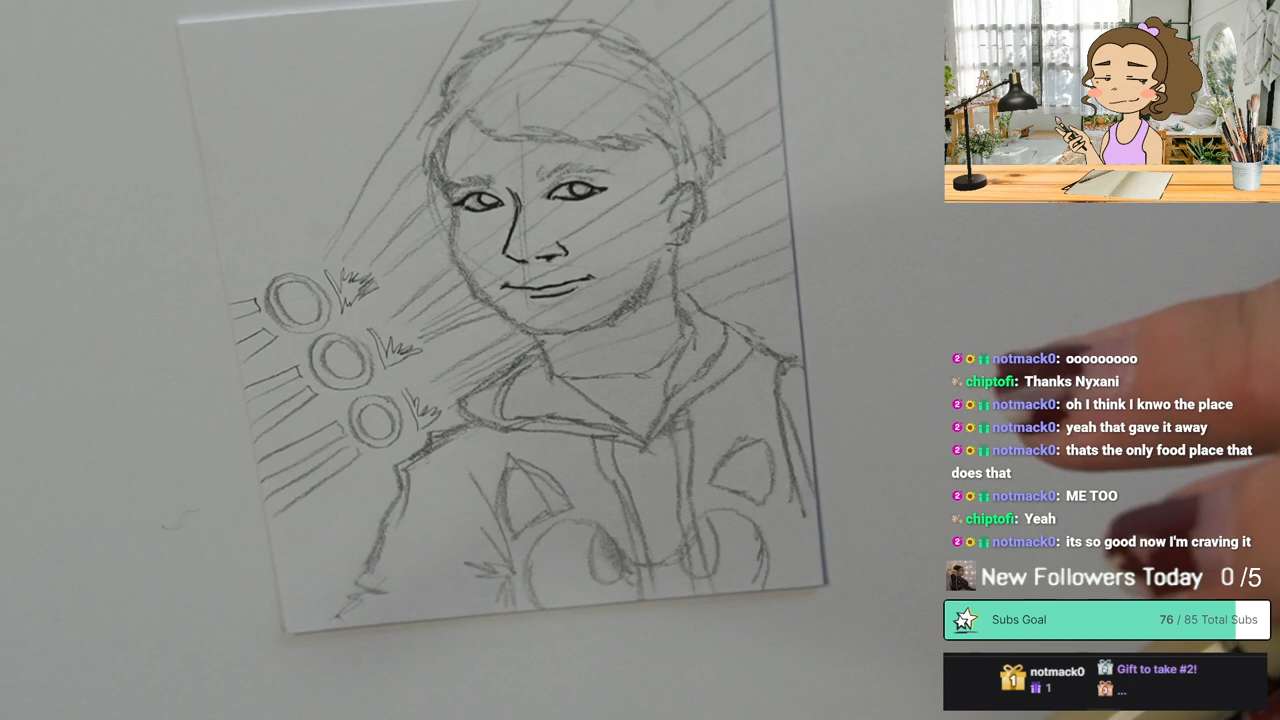 notmack0: ooooooooo
chiptofi: Thanks Nyxani
notmack0: oh I think I knwo the place
notmack0: yeah that gave it away
notmack0: thats the only food place that
does that
notmack0: ME TOO
chiptofi: Yeah
notmack0: its so good now I'm craving it
New Followers Today 0 /5
Subs Goal 76 / 85 Total Subs
1 notmack0 Gift to take #2!
1 ...